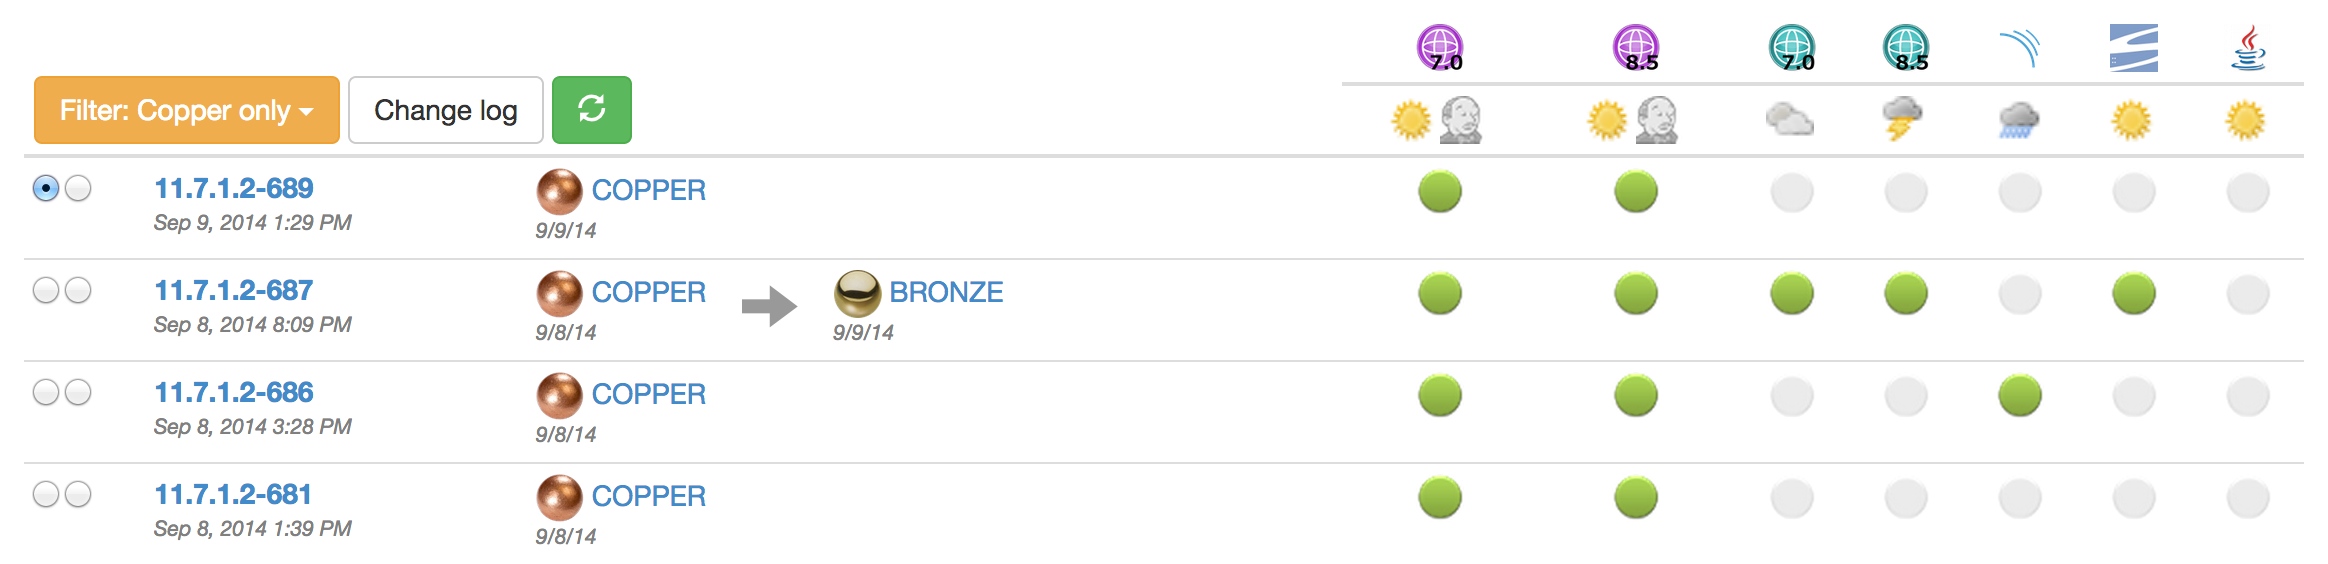 7.0 8.5 7.0 8.5
Filter: Copper only Change log
11.7.1.2-689 COPPER
Sep 9, 2014 1:29 PM 9/9/14
11.7.1.2-687 COPPER BRONZE
Sep 8, 2014 8:09 PM 9/8/14 9/9/14
11.7.1.2-686 COPPER
Sep 8, 2014 3:28 PM 9/8/14
11.7.1.2-681 COPPER
Sep 8, 2014 1:39 PM 9/8/14